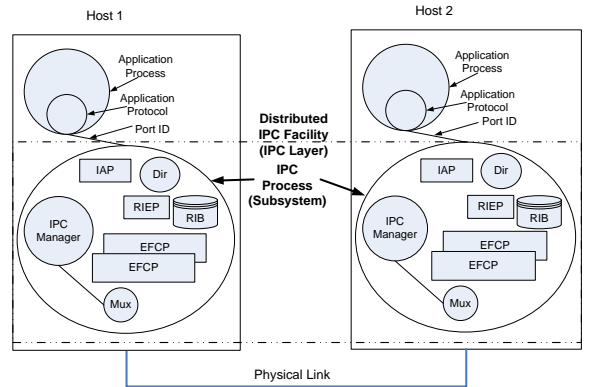 Host 1
Host 2
Application
Process
Application
Protocol
Port ID
Application
Process
Application
Protocol
Port ID
Distributed
IPC Facility
(IPC Layer)
IPC
Process
(Subsystem)
IAP
Dir
RIEP
RIB
IPC
Manager
EFCP
EFCP
Mux
IAP
Dir
RIEP
RIB
IPC
Manager
EFCP
EFCP
Mux
Physical Link